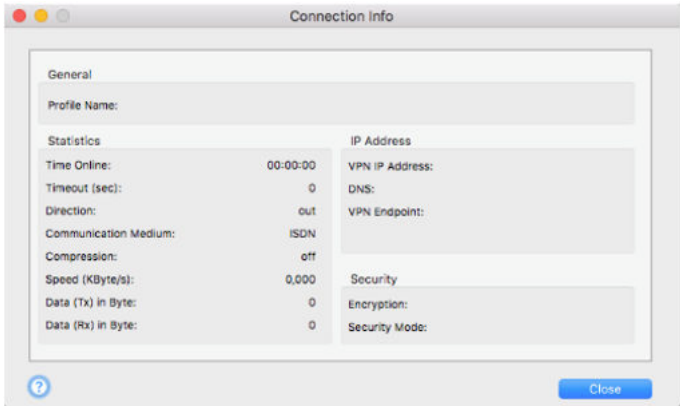 Connection Info
General
Profile Name:
Statistics
Time Online: 00:00:00
Timeout (sec): 0
Direction: out
Communication Medium: ISDN
Compression: off
Speed (KByte/s): 0,000
Data (Tx) in Byte: 0
Data (Rx) in Byte: 0
IP Address
VPN IP Address:
DNS:
VPN Endpoint:
Security
Encryption:
Security Mode:
?
Close